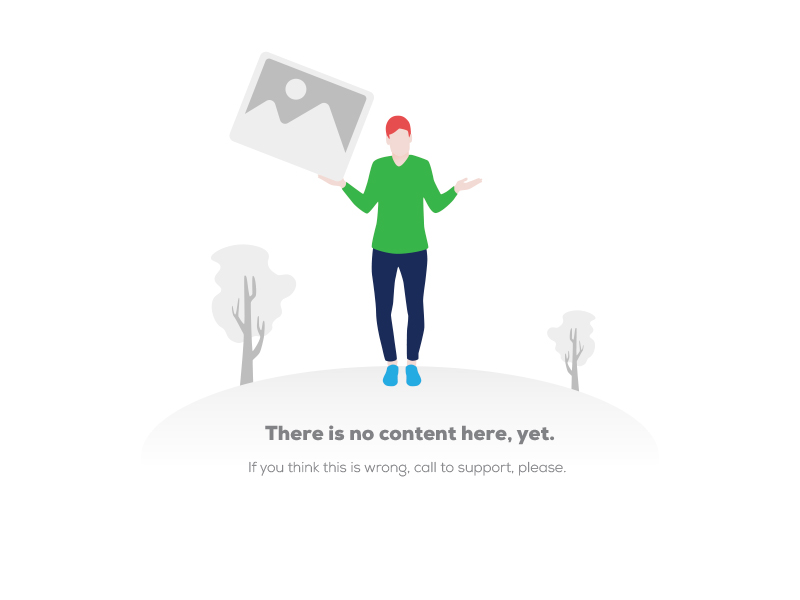 There is no content here, yet.
If you think this is wrong, call to support, please.